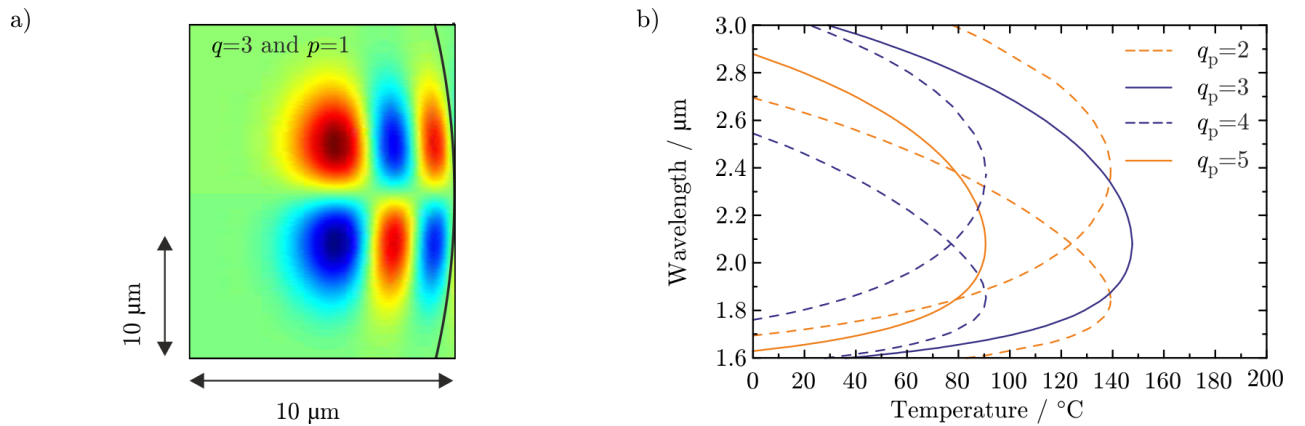 a)
q=3 and p=1
10 μm
10 μm
b)
Wavelength / μm
3.0
2.8
2.6
2.4
2.2
2.0
1.8
1.6
0 20 40 60 80 100 120 140 160 180 200
Temperature / °C
qp=2
qp=3
qp=4
qp=5